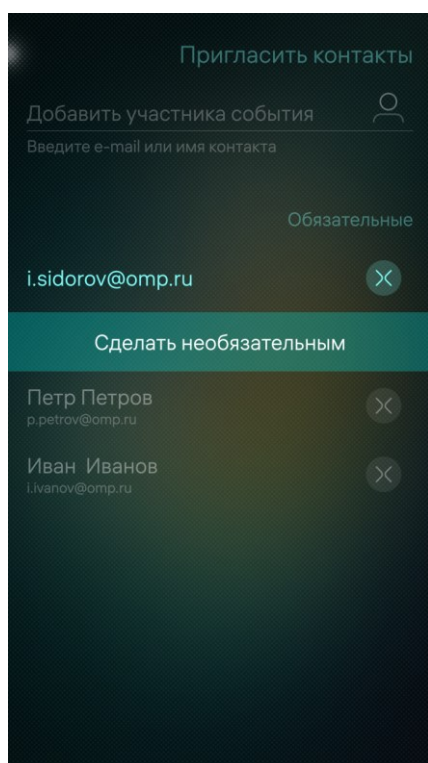 Пригласить контакты
Добавить участника события
Введите e-mail или имя контакта
Обязательные
i.sidorov@omp.ru
Сделать необязательным
Петр Петров
p.petrov@omp.ru
Иван Иванов
i.ivanov@omp.ru